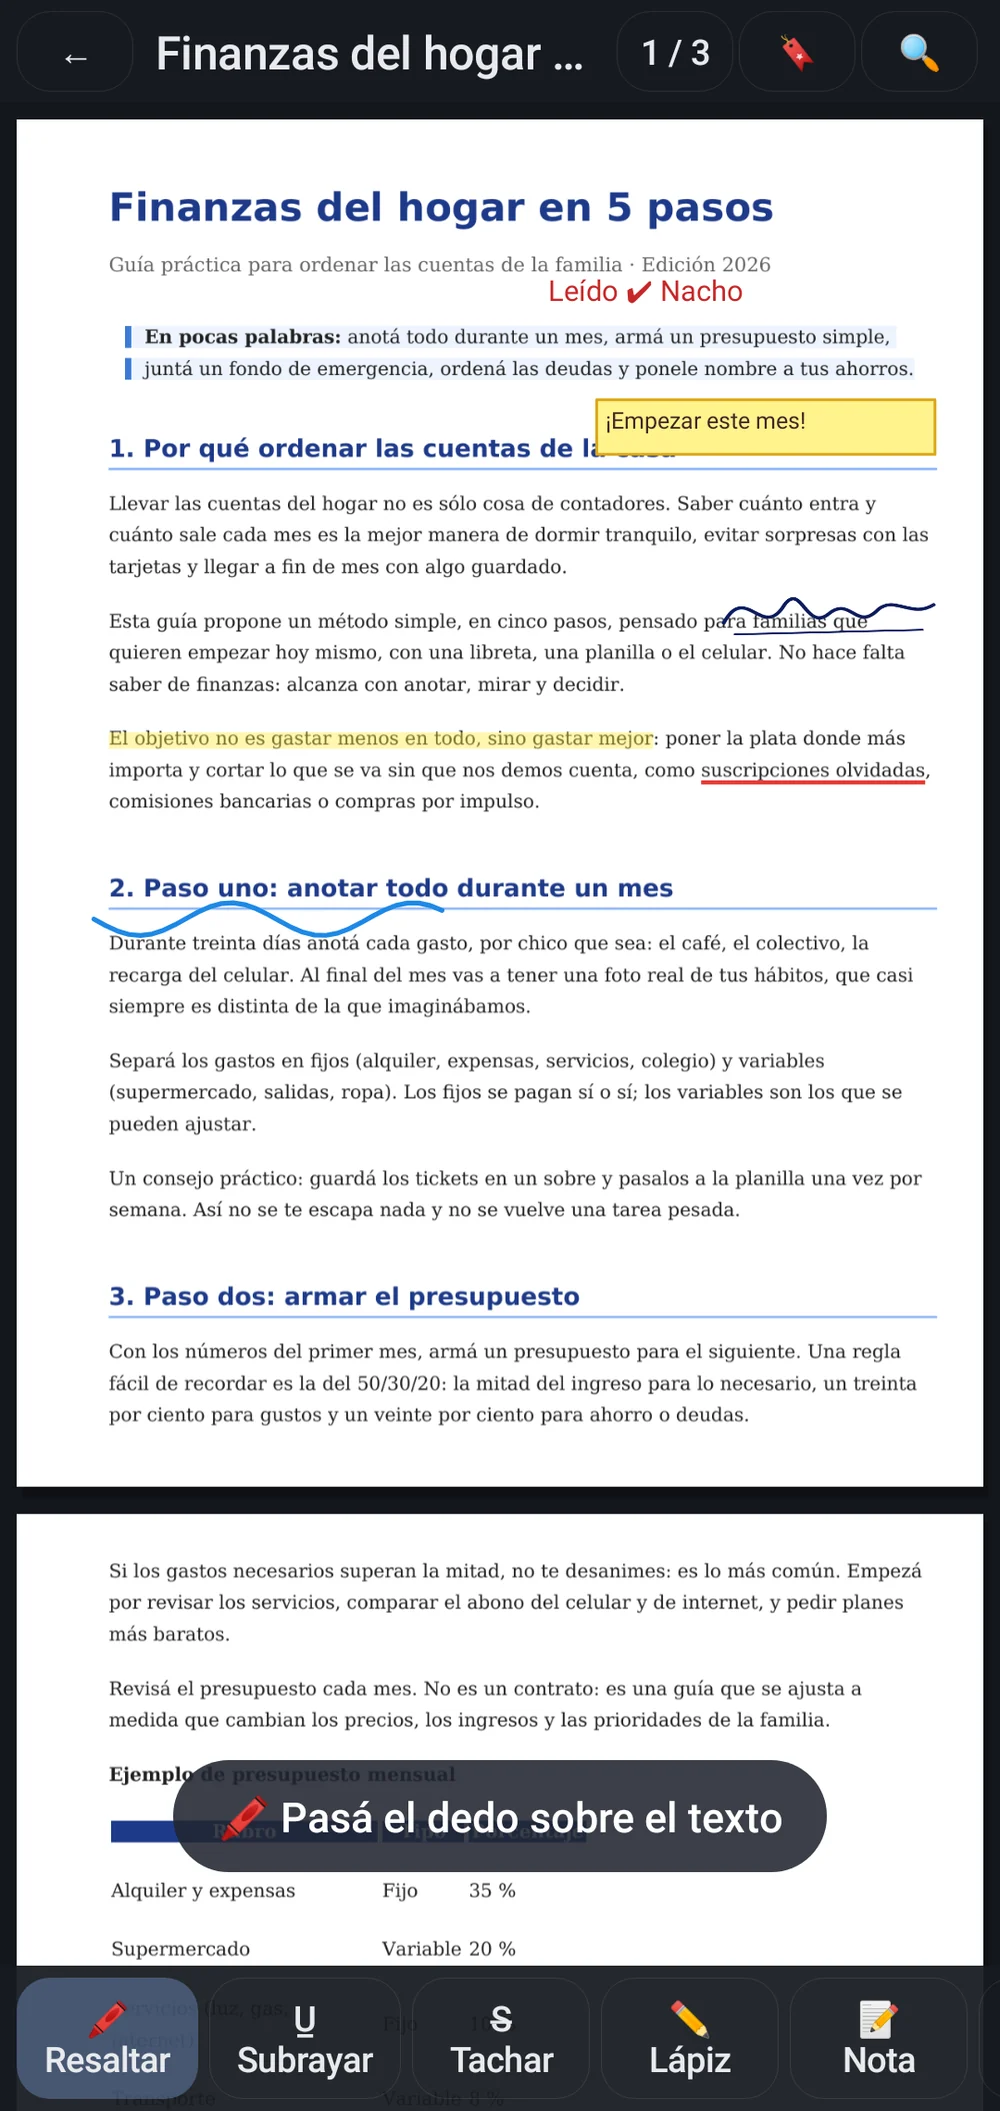 ← Finanzas del hogar ... 1 / 3
Finanzas del hogar en 5 pasos
Guía práctica para ordenar las cuentas de la familia · Edición 2026
Leído ✔ Nacho
En pocas palabras: anotá todo durante un mes, armá un presupuesto simple,
juntá un fondo de emergencia, ordená las deudas y ponele nombre a tus ahorros.
¡Empezar este mes!
1. Por qué ordenar las cuentas de la casa
Llevar las cuentas del hogar no es sólo cosa de contadores. Saber cuánto entra y
cuánto sale cada mes es la mejor manera de dormir tranquilo, evitar sorpresas con las
tarjetas y llegar a fin de mes con algo guardado.
Esta guía propone un método simple, en cinco pasos, pensado para familias que
quieren empezar hoy mismo, con una libreta, una planilla o el celular. No hace falta
saber de finanzas: alcanza con anotar, mirar y decidir.
El objetivo no es gastar menos en todo, sino gastar mejor: poner la plata donde más
importa y cortar lo que se va sin que nos demos cuenta, como suscripciones olvidadas,
comisiones bancarias o compras por impulso.
2. Paso uno: anotar todo durante un mes
Durante treinta días anotá cada gasto, por chico que sea: el café, el colectivo, la
recarga del celular. Al final del mes vas a tener una foto real de tus hábitos, que casi
siempre es distinta de la que imaginábamos.
Separá los gastos en fijos (alquiler, expensas, servicios, colegio) y variables
(supermercado, salidas, ropa). Los fijos se pagan sí o sí; los variables son los que se
pueden ajustar.
Un consejo práctico: guardá los tickets en un sobre y pasalos a la planilla una vez por
semana. Así no se te escapa nada y no se vuelve una tarea pesada.
3. Paso dos: armar el presupuesto
Con los números del primer mes, armá un presupuesto para el siguiente. Una regla
fácil de recordar es la del 50/30/20: la mitad del ingreso para lo necesario, un treinta
por ciento para gustos y un veinte por ciento para ahorro o deudas.
Si los gastos necesarios superan la mitad, no te desanimes: es lo más común. Empezá
por revisar los servicios, comparar el abono del celular y de internet, y pedir planes
más baratos.
Revisá el presupuesto cada mes. No es un contrato: es una guía que se ajusta a
medida que cambian los precios, los ingresos y las prioridades de la familia.
Ejemplo de presupuesto mensual
Rubro Tipo Porcentaje
Pasá el dedo sobre el texto
Alquiler y expensas Fijo 35 %
Supermercado Variable 20 %
Servicios (luz, gas, Fijo
Transporte Variable 8 %
Resaltar Subrayar Tachar Lápiz Nota